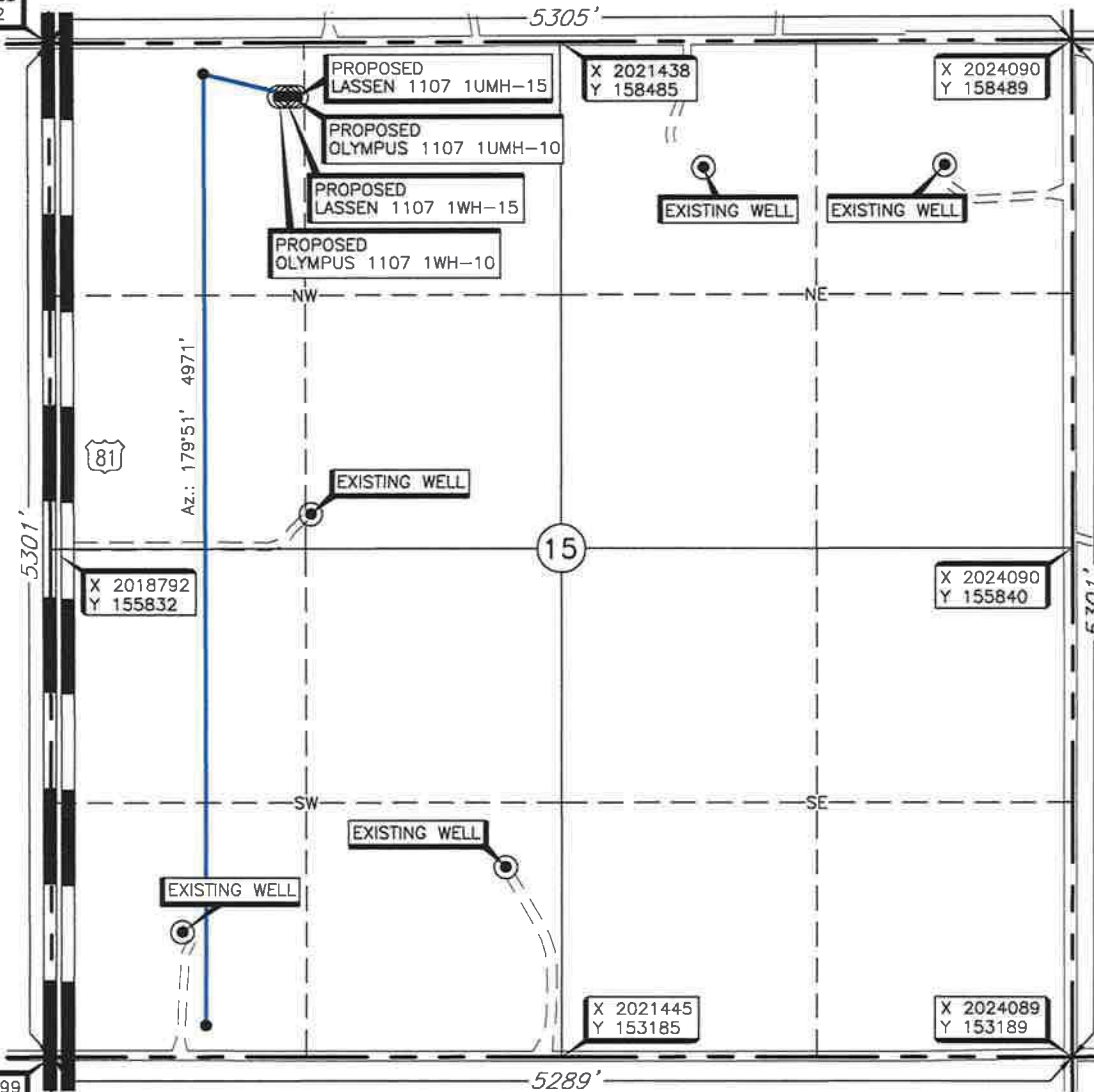 5305'
PROPOSED
LASSEN 1107 1UMH-15
X 2021438
Y 158485
X 2024090
Y 158489
PROPOSED
OLYMPUS 1107 1UMH-10
PROPOSED
LASSEN 1107 1WH-15
PROPOSED
OLYMPUS 1107 1WH-10
EXISTING WELL
EXISTING WELL
NW
NE
Az.: 179°51' 4971'
81
EXISTING WELL
5301'
15
X 2018792
Y 155832
X 2024090
Y 155840
5301'
SW
SE
EXISTING WELL
EXISTING WELL
X 2021445
Y 153185
X 2024089
Y 153189
5289'
99